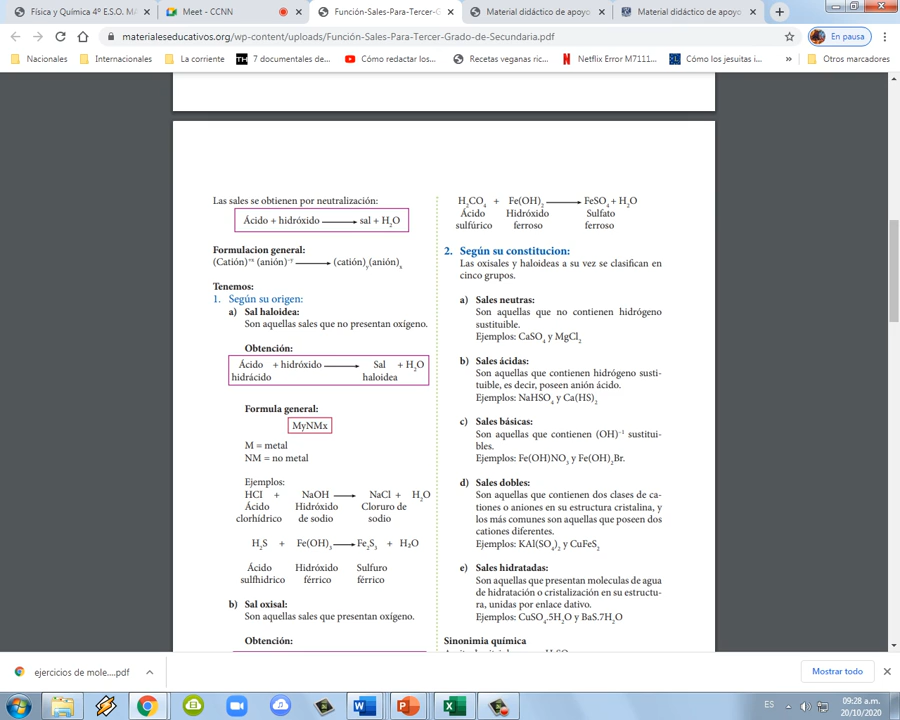 Física y Química 4º E.S.O. MA
Meet - CCNN
Función-Sales-Para-Tercer-G
Material didáctico de apoyo
Material didáctico de apoyo
materialeseducativos.org/wp-content/uploads/Función-Sales-Para-Tercer-Grado-de-Secundaria.pdf
En pausa
Nacionales
Internacionales
La corriente
7 documentales de...
Cómo redactar los...
Recetas veganas ric...
Netflix Error M7111...
Cómo los jesuitas i...
»
Otros marcadores
Las sales se obtienen por neutralización:
Ácido + hidróxido ⟶ sal + H₂O
Formulacion general:
(Catión)⁺ˣ (anión)⁻ʸ ⟶ (catión)y(anión)ₓ
Tenemos:
1. Según su origen:
a) Sal haloidea:
Son aquellas sales que no presentan oxígeno.
Obtención:
Ácido + hidróxido ⟶ Sal + H₂O
hidrácido haloidea
Formula general:
MyNMx
M = metal
NM = no metal
Ejemplos:
HCI + NaOH ⟶ NaCl + H₂O
Ácido Hidróxido Cloruro de
clorhídrico de sodio sodio
H₂S + Fe(OH)₃ ⟶ Fe₂S₃ + H₂O
Ácido Hidróxido Sulfuro
sulfhidrico férrico férrico
b) Sal oxisal:
Son aquellas sales que presentan oxígeno.
Obtención:
H₂CO₄ + Fe(OH)₂ ⟶ FeSO₄ + H₂O
Ácido Hidróxido Sulfato
sulfúrico ferroso ferroso
2. Según su constitucion:
Las oxisales y haloideas a su vez se clasifican en
cinco grupos.
a) Sales neutras:
Son aquellas que no contienen hidrógeno
sustituible.
Ejemplos: CaSO₄ y MgCl₂
b) Sales ácidas:
Son aquellas que contienen hidrógeno susti-
tuible, es decir, poseen anión ácido.
Ejemplos: NaHSO₄ y Ca(HS)₂
c) Sales básicas:
Son aquellas que contienen (OH)⁻¹ sustitui-
bles.
Ejemplos: Fe(OH)NO₃ y Fe(OH)₂Br.
d) Sales dobles:
Son aquellas que contienen dos clases de ca-
tiones o aniones en su estructura cristalina, y
los más comunes son aquellas que poseen dos
cationes diferentes.
Ejemplos: KAl(SO₄)₂ y CuFeS₂
e) Sales hidratadas:
Son aquellas que presentan moleculas de agua
de hidratación o cristalización en su estructu-
ra, unidas por enlace dativo.
Ejemplos: CuSO₄.5H₂O y BaS.7H₂O
Sinonimia química
ejercicios de mole....pdf
Mostrar todo
ES
09:28 a.m.
20/10/2020